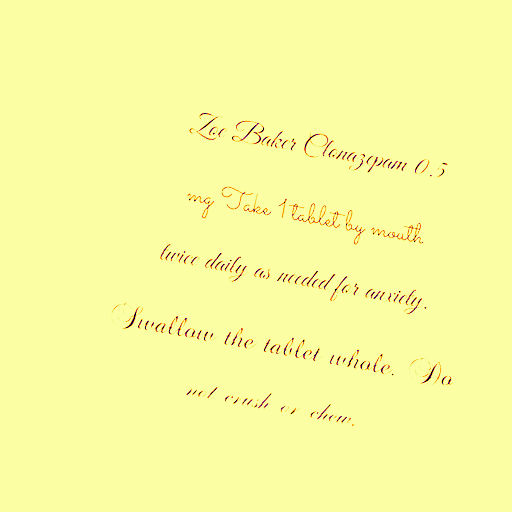 Zoe Baker Clonazepam 0.5
mg Take 1 tablet by mouth
twice daily as needed for anxiety.
Swallow the tablet whole. Do
not crush or chew.